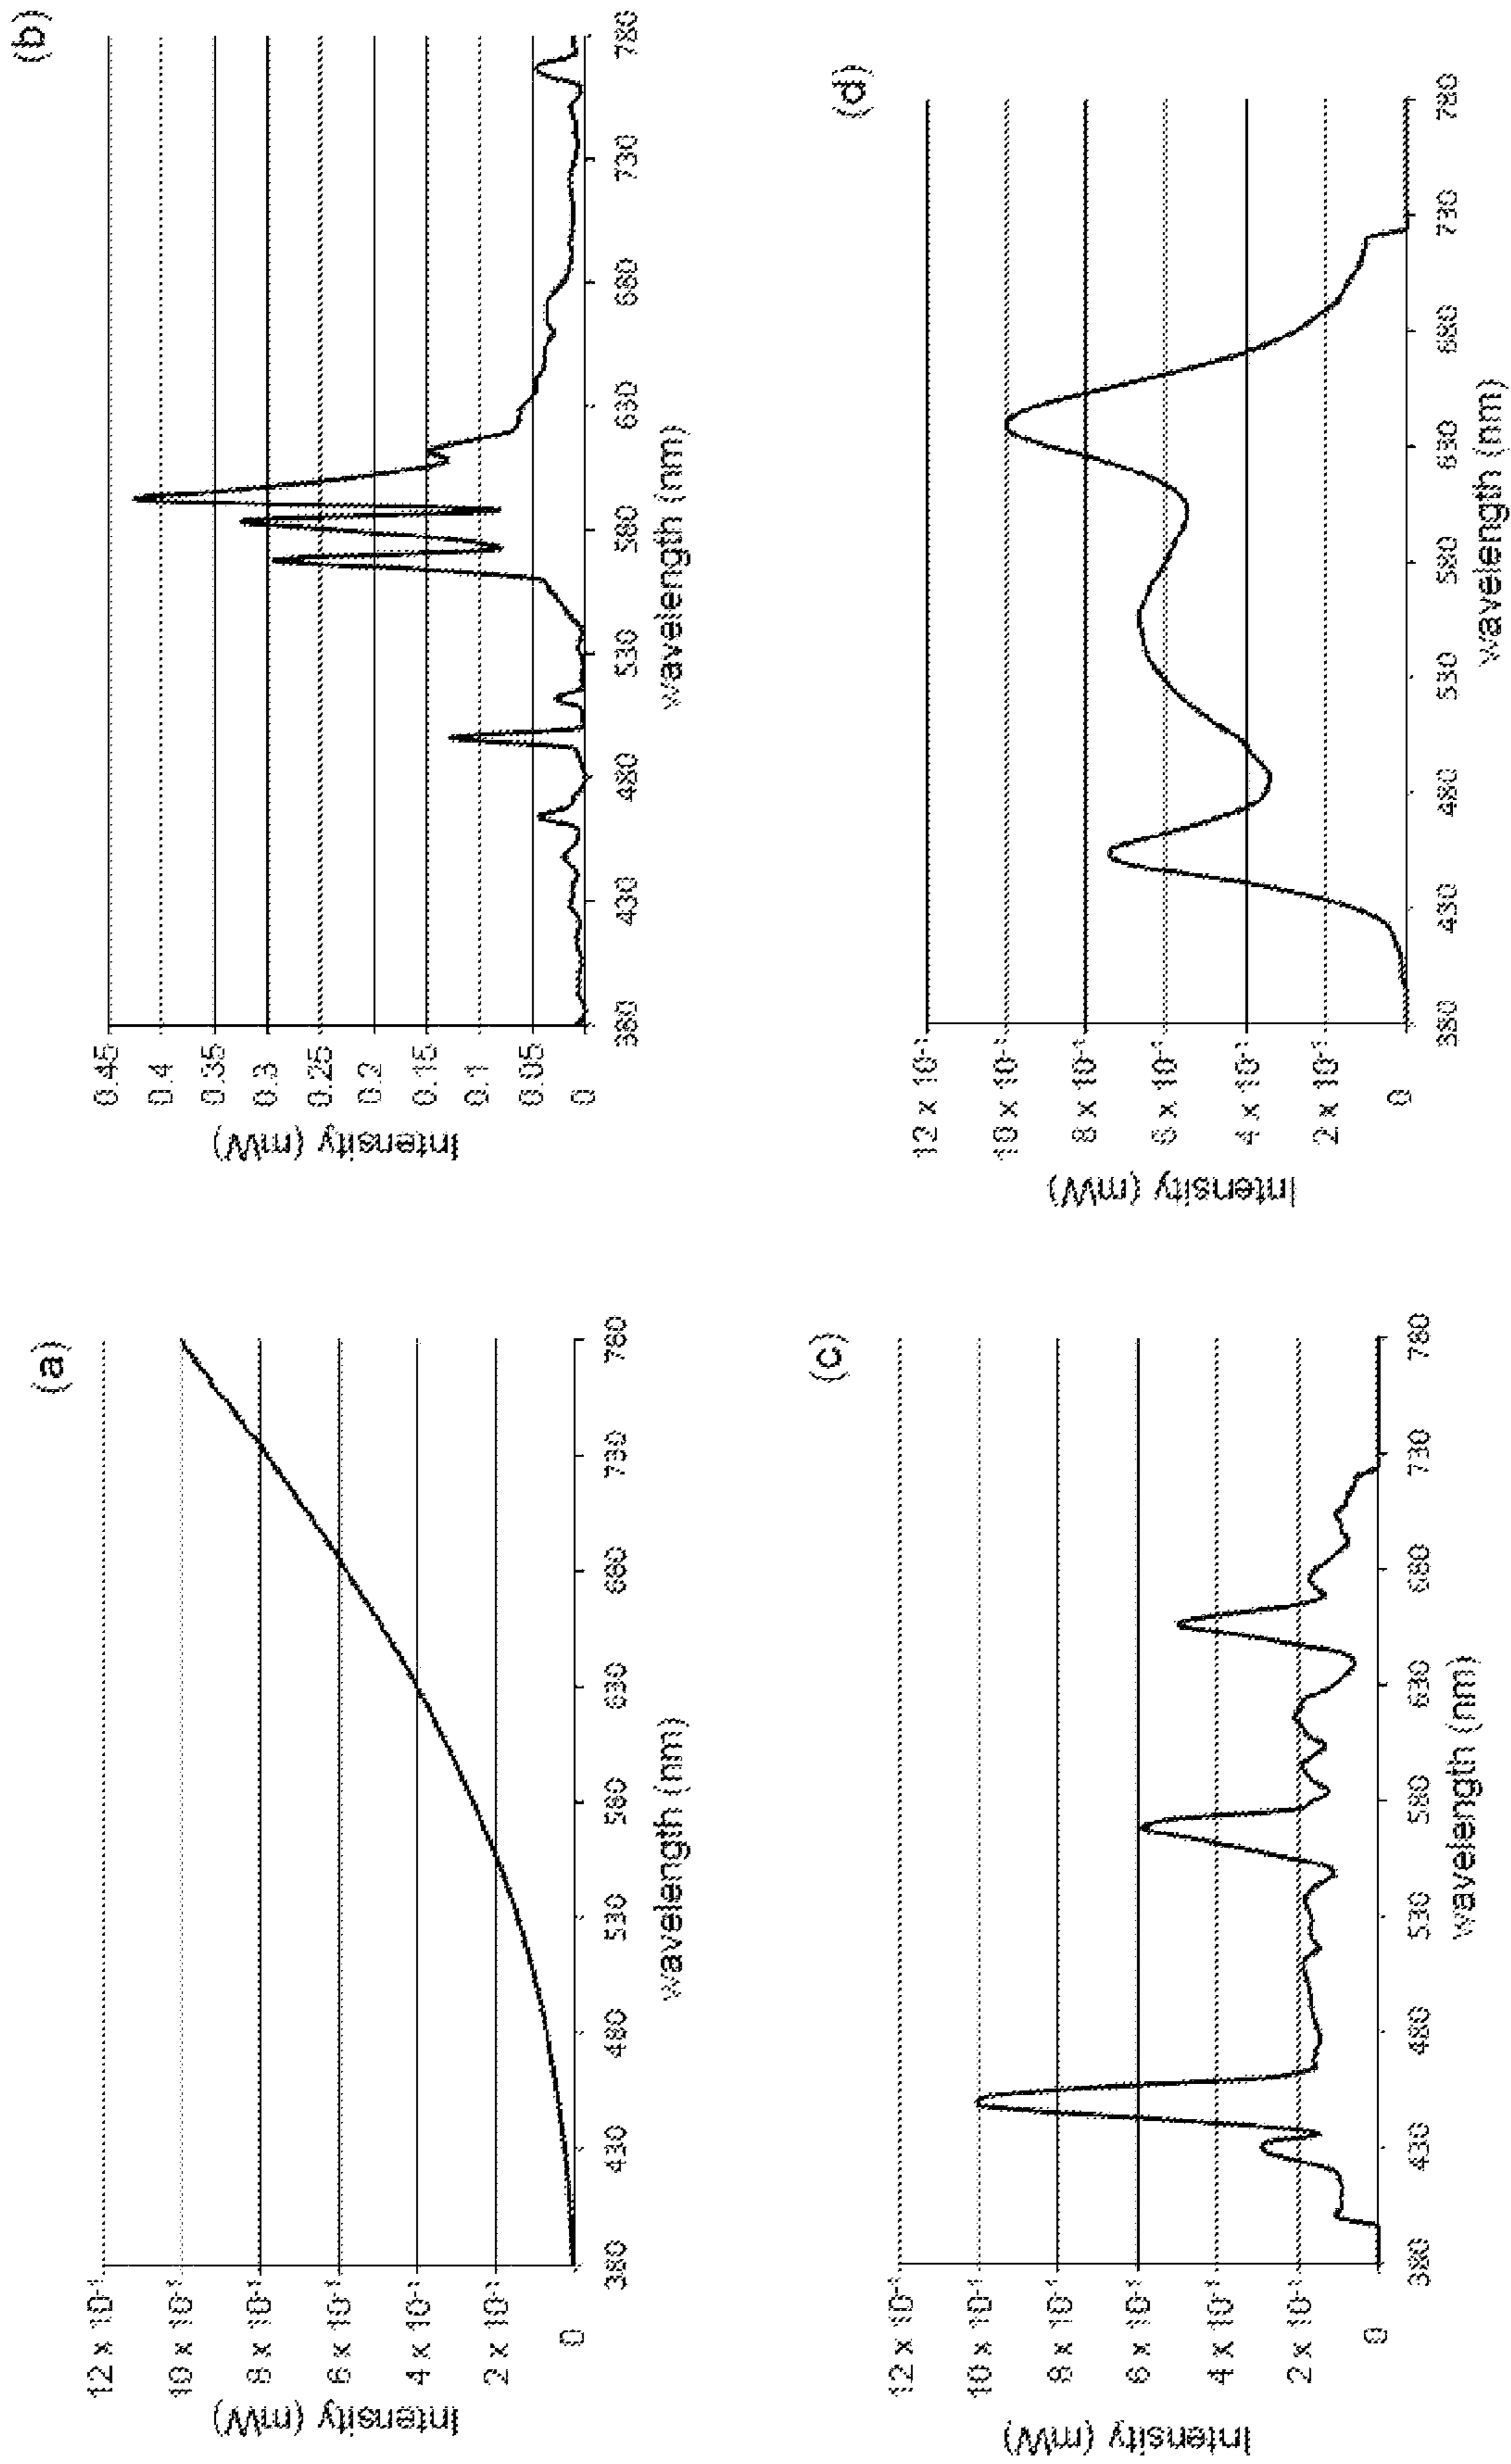 (a)
Intensity (mW)
12 x 10-1
10 x 10-1
8 x 10-1
6 x 10-1
4 x 10-1
2 x 10-1
0
380 430 480 530 580 630 680 730 780
wavelength (nm)
(b)
Intensity (mW)
0.45
0.4
0.35
0.3
0.25
0.2
0.15
0.1
0.05
0
380 430 480 530 580 630 680 730 780
wavelength (nm)
(c)
Intensity (mW)
12 x 10-1
10 x 10-1
8 x 10-1
6 x 10-1
4 x 10-1
2 x 10-1
0
380 430 480 530 580 630 680 730 780
wavelength (nm)
(d)
Intensity (mW)
12 x 10-1
10 x 10-1
8 x 10-1
6 x 10-1
4 x 10-1
2 x 10-1
0
380 430 480 530 580 630 680 730 780
wavelength (nm)